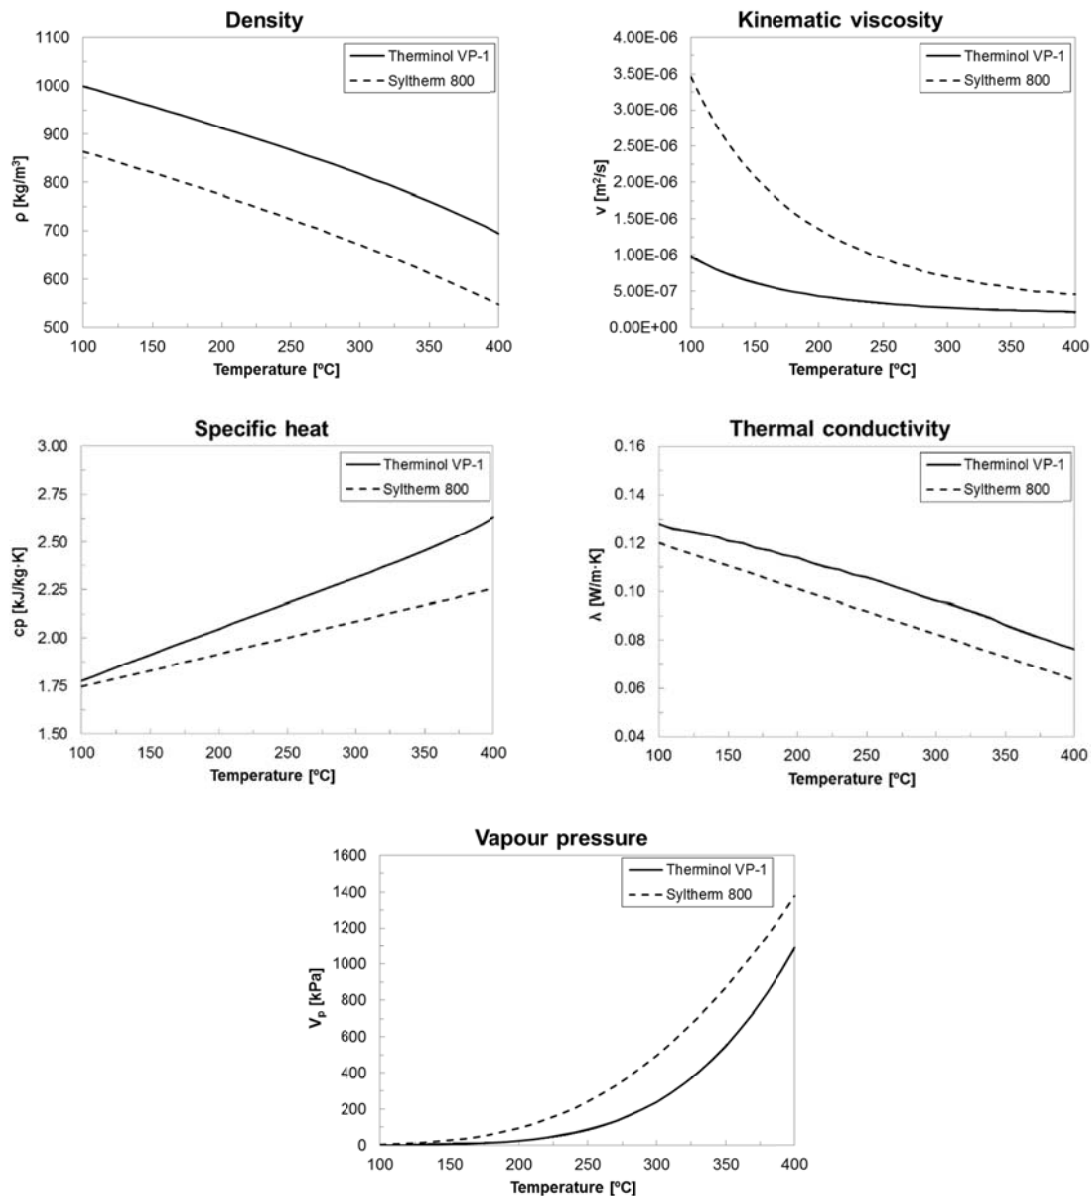 Density
1100
1000
900
800
700
600
500
ρ [kg/m³]
Therminol VP-1
Syltherm 800
100 150 200 250 300 350 400
Temperature [ºC]
Kinematic viscosity
4.00E-06
3.50E-06
3.00E-06
2.50E-06
2.00E-06
1.50E-06
1.00E-06
5.00E-07
0.00E+00
ν [m²/s]
Therminol VP-1
Syltherm 800
100 150 200 250 300 350 400
Temperature [ºC]
Specific heat
3.00
2.75
2.50
2.25
2.00
1.75
1.50
cp [kJ/kg·K]
Therminol VP-1
Syltherm 800
100 150 200 250 300 350 400
Temperature [ºC]
Thermal conductivity
0.16
0.14
0.12
0.10
0.08
0.06
0.04
λ [W/m·K]
Therminol VP-1
Syltherm 800
100 150 200 250 300 350 400
Temperature [ºC]
Vapour pressure
1600
1400
1200
1000
800
600
400
200
0
Vₚ [kPa]
Therminol VP-1
Syltherm 800
100 150 200 250 300 350 400
Temperature [ºC]